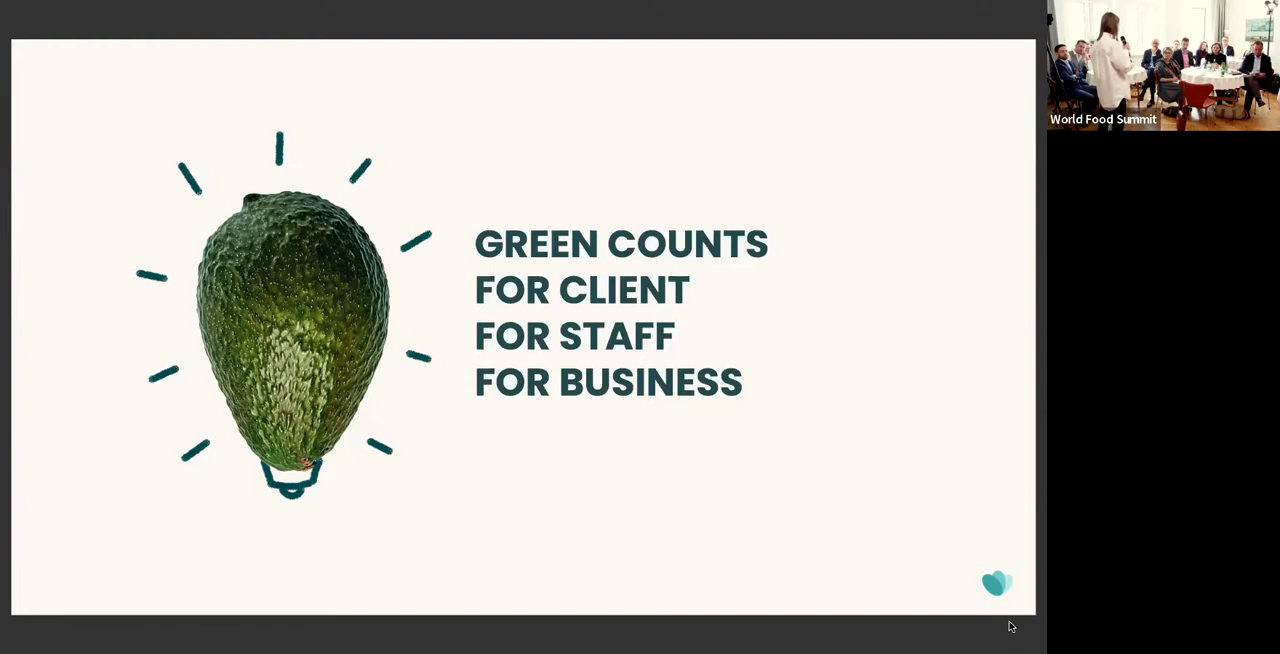 GREEN COUNTS
FOR CLIENT
FOR STAFF
FOR BUSINESS
World Food Summit